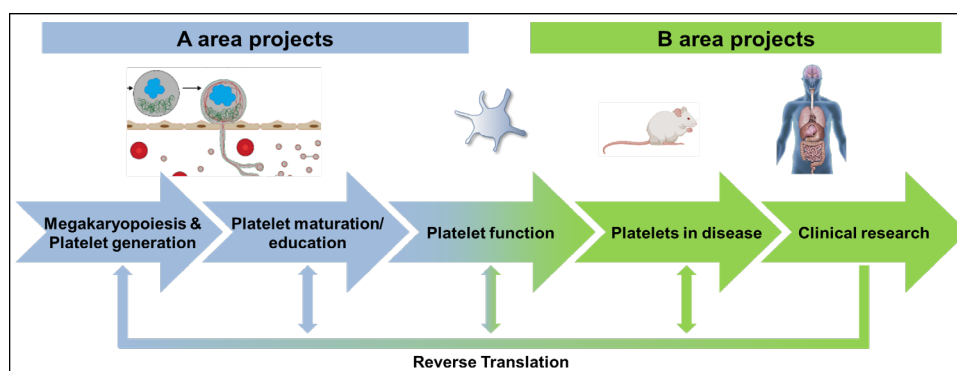 A area projects
B area projects
Megakaryopoiesis &
Platelet generation
Platelet maturation/
education
Platelet function
Platelets in disease
Clinical research
Reverse Translation